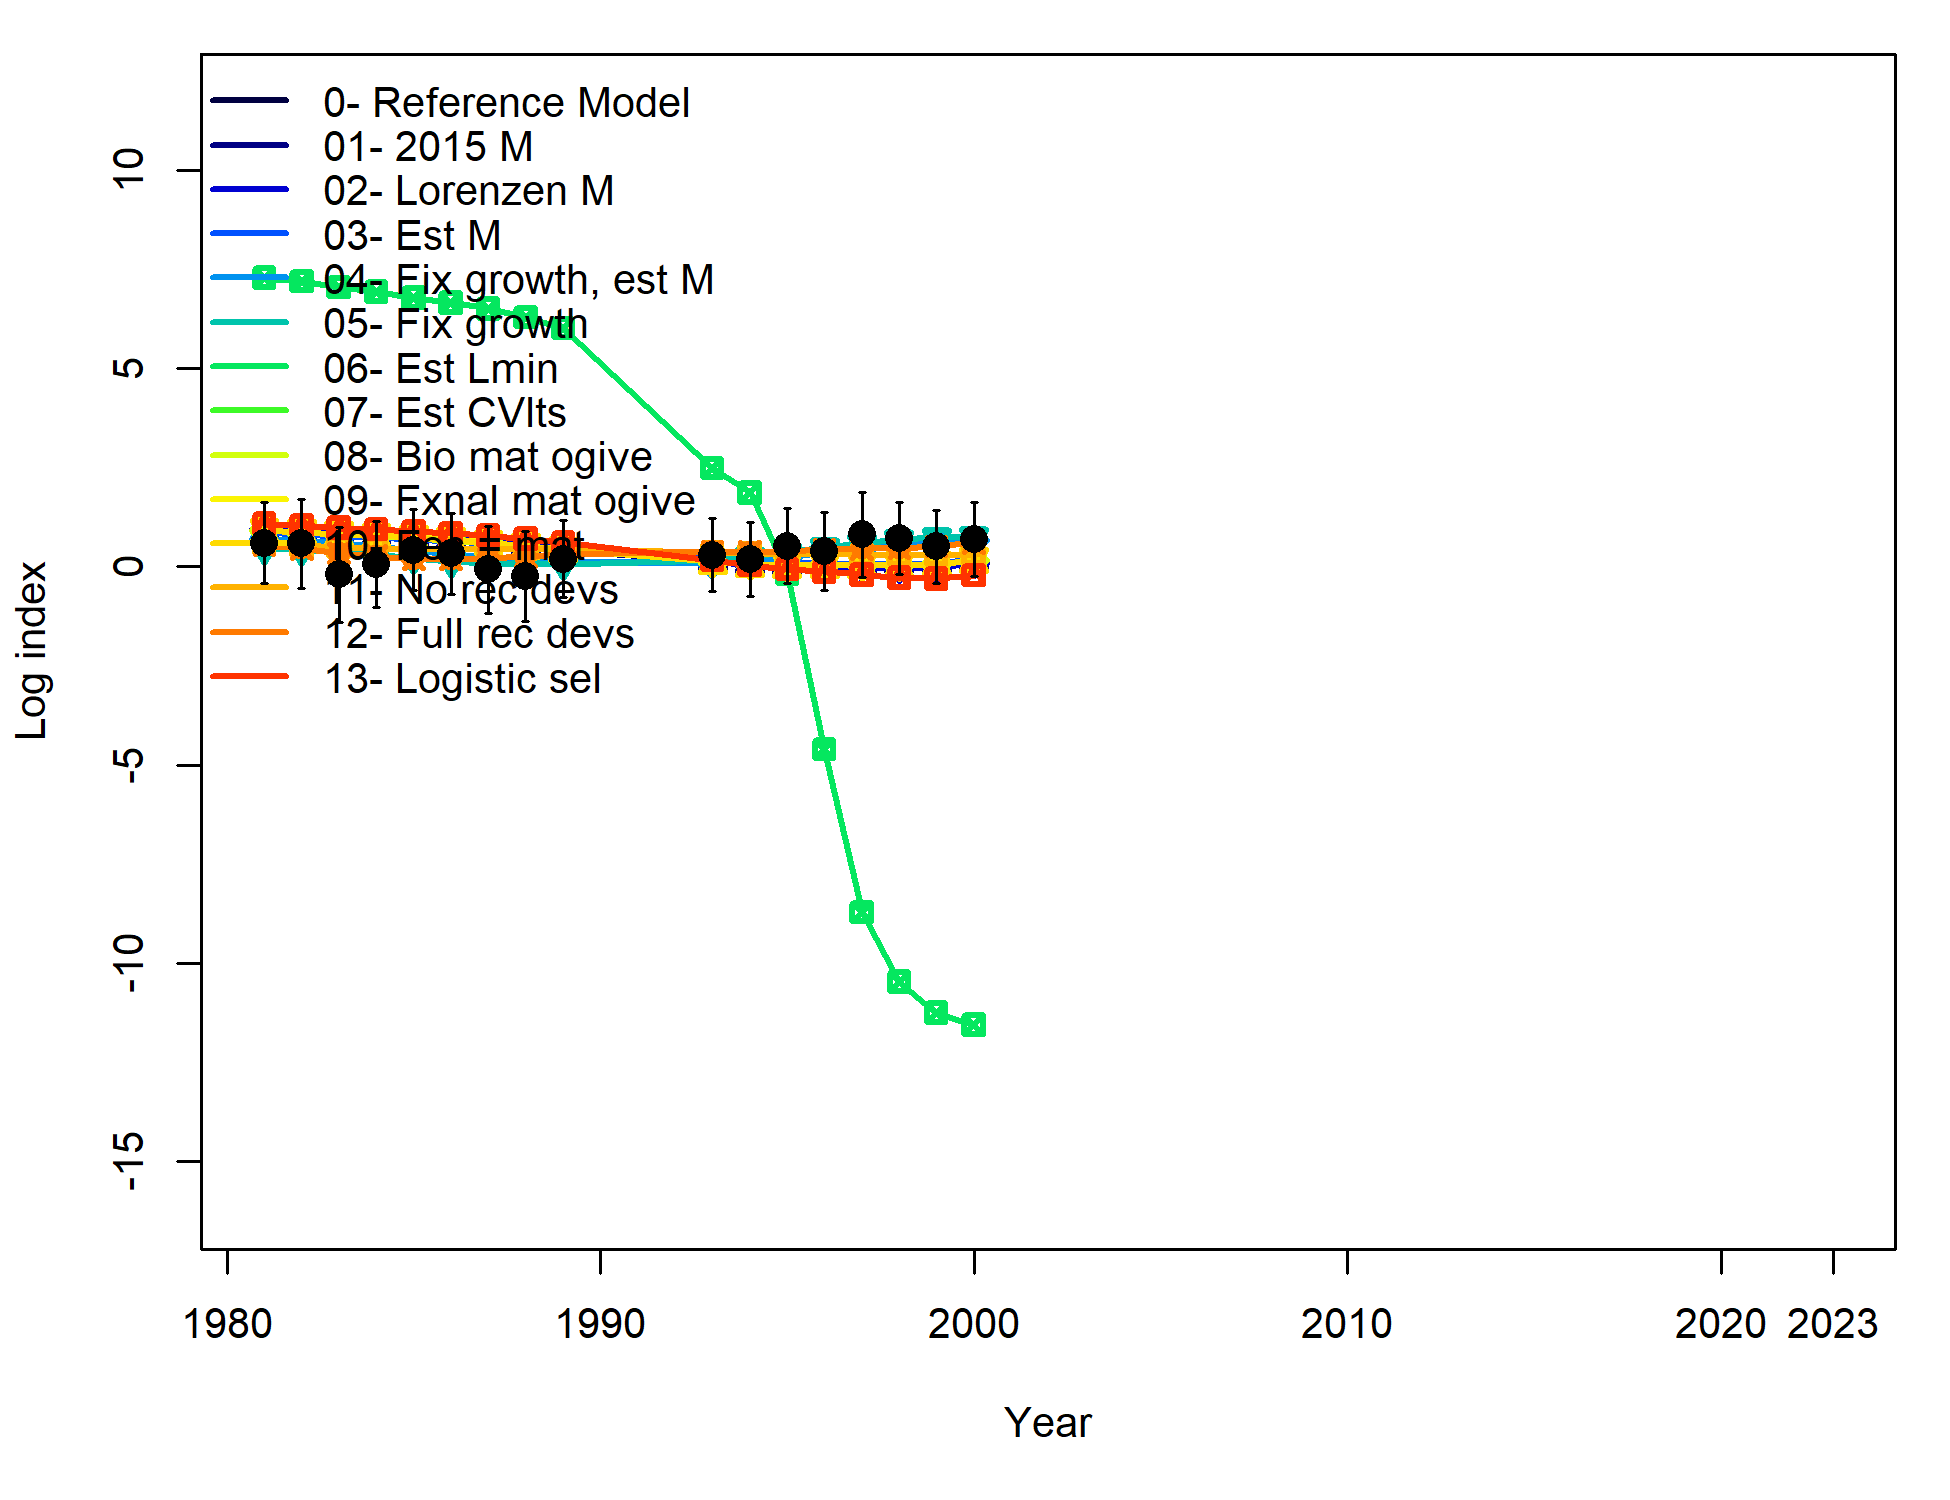 0- Reference Model
01- 2015 M
02- Lorenzen M
03- Est M
04- Fix growth, est M
05- Fix growth
06- Est Lmin
07- Est CVlts
08- Bio mat ogive
09- Fxnal mat ogive
10- mat
11- No rec devs
12- Full rec devs
13- Logistic sel
10
5
0
-5
-10
-15
Log index
1980 1990 2000 2010 2020 2023
Year